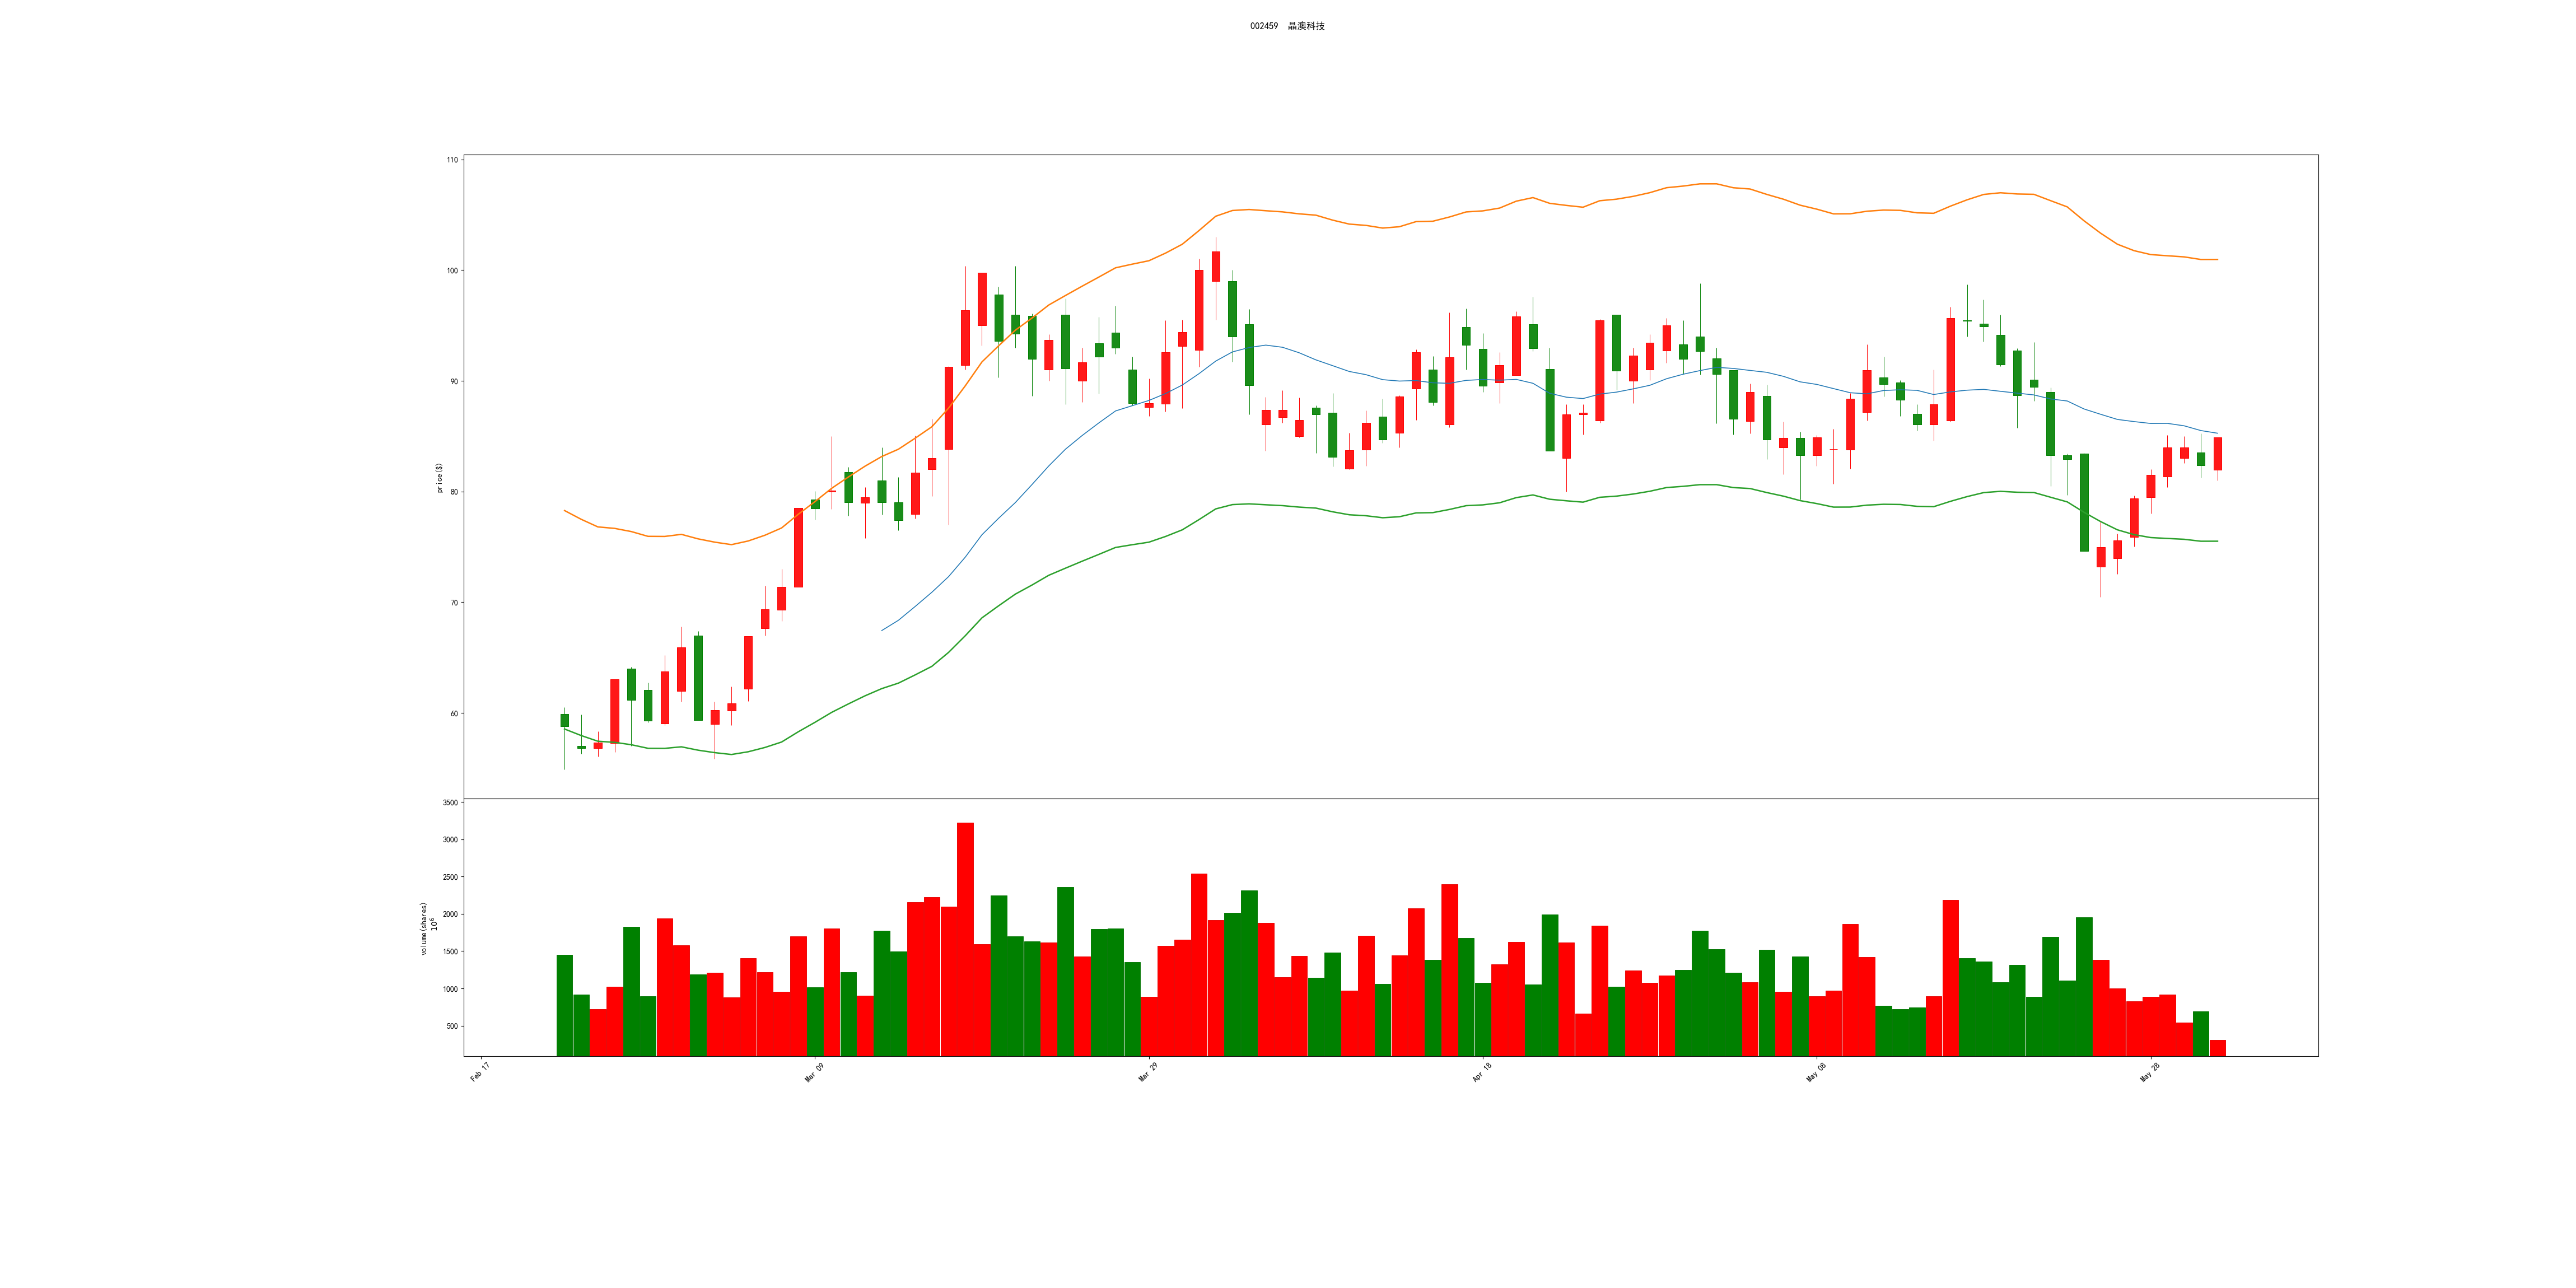 002459 晶澳科技
110
100
90
80
70
60
price($)
3500
3000
2500
2000
1500
1000
500
volume(shares)
10⁶
Feb 17
Mar 09
Mar 29
Apr 18
May 08
May 28